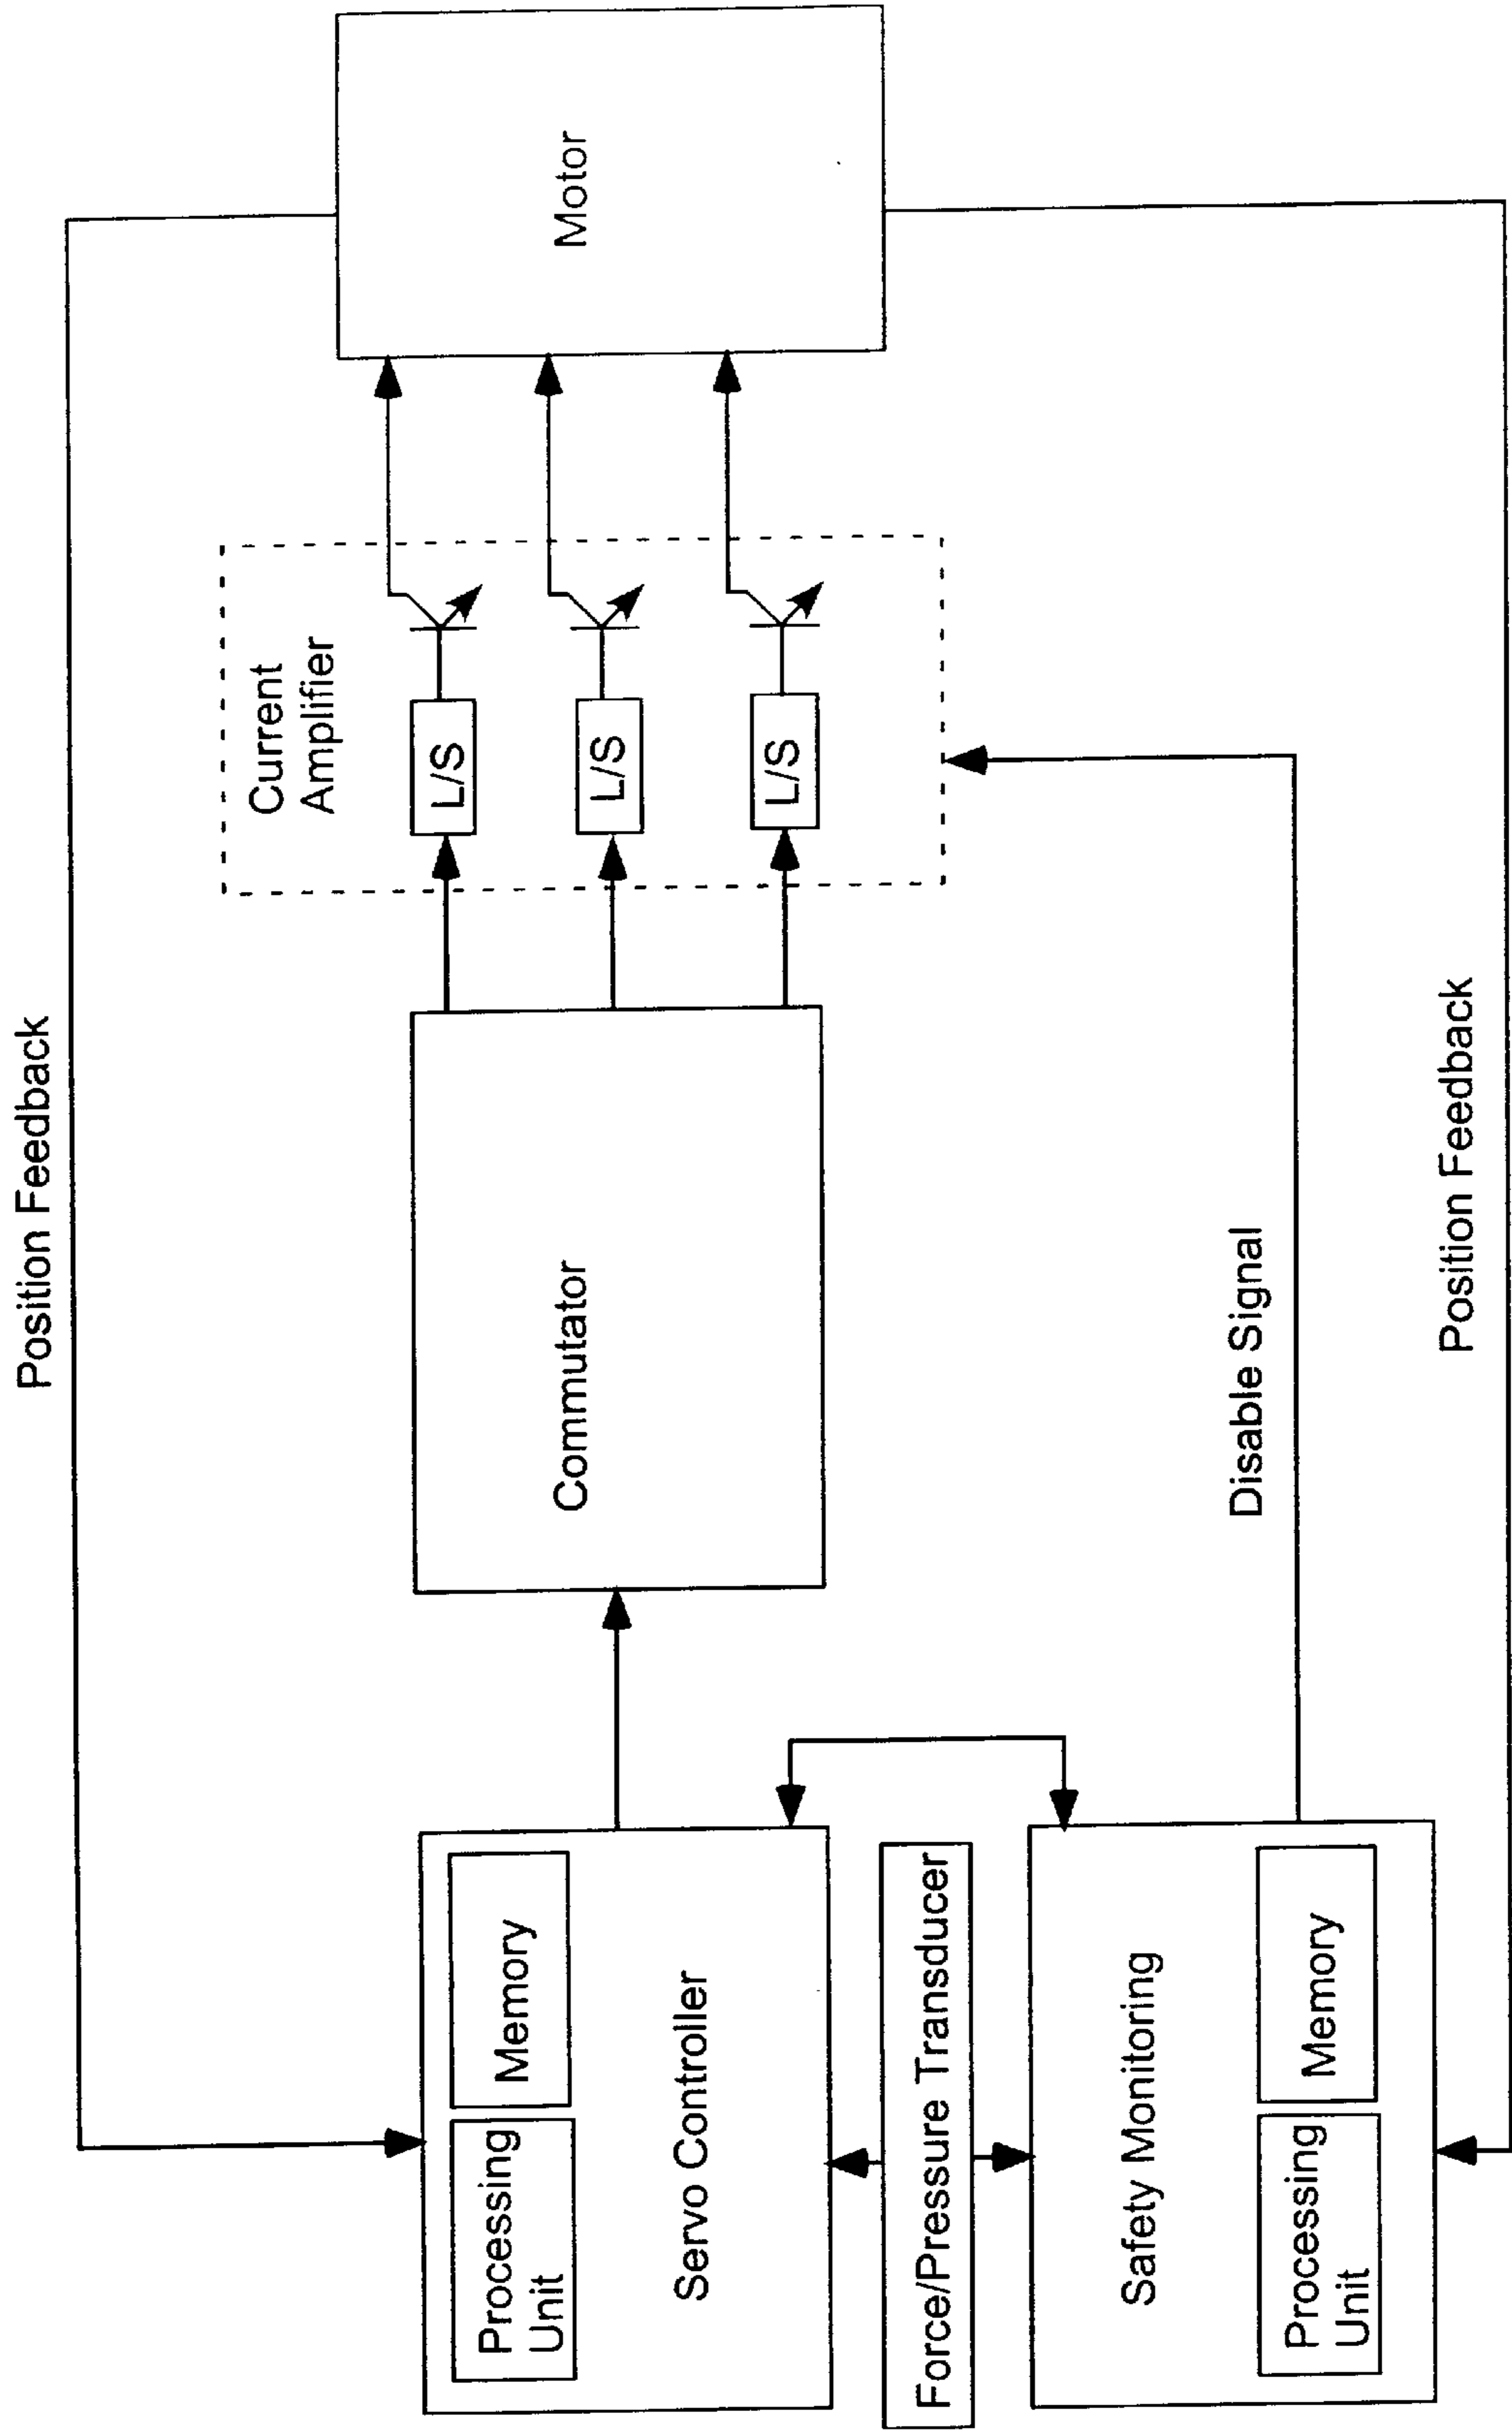 Position Feedback
Current
Amplifier
Processing
Unit
Memory
Servo Controller
Commutator
L/S
L/S
L/S
Motor
Force/Pressure Transducer
Safety Monitoring
Processing
Unit
Memory
Disable Signal
Position Feedback